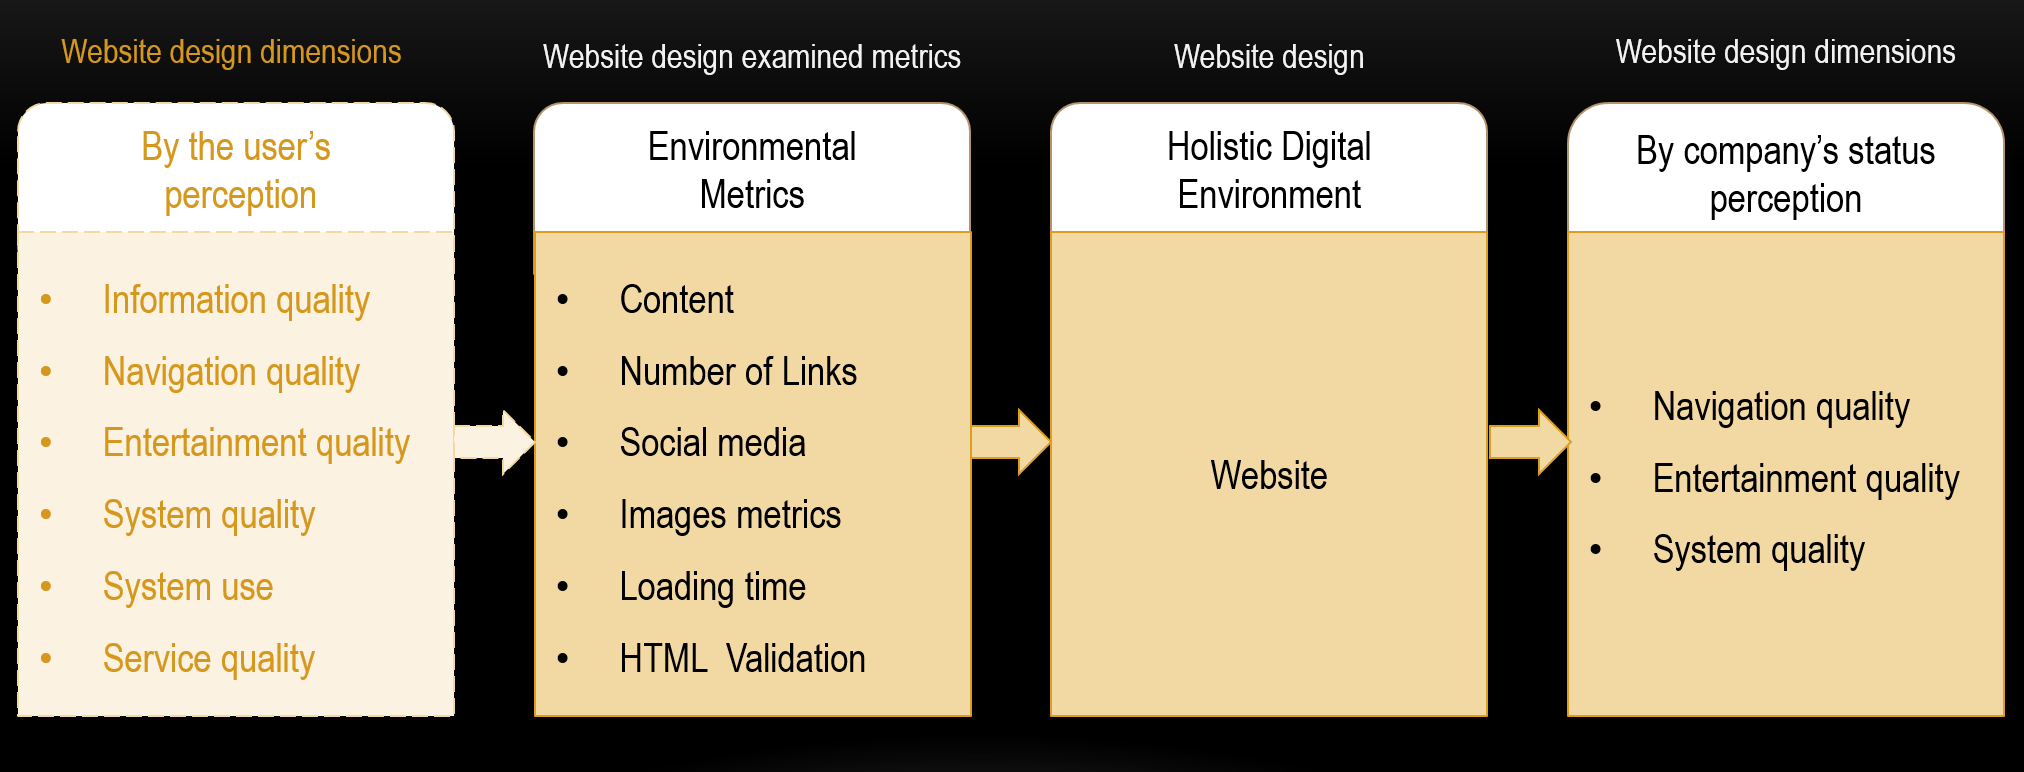 Website design dimensions
By the user's
perception
• Information quality
• Navigation quality
• Entertainment quality
• System quality
• System use
• Service quality
Website design examined metrics
Environmental
Metrics
• Content
• Number of Links
• Social media
• Images metrics
• Loading time
• HTML  Validation
Website design
Holistic Digital
Environment
Website
Website design dimensions
By company's status
perception
• Navigation quality
• Entertainment quality
• System quality